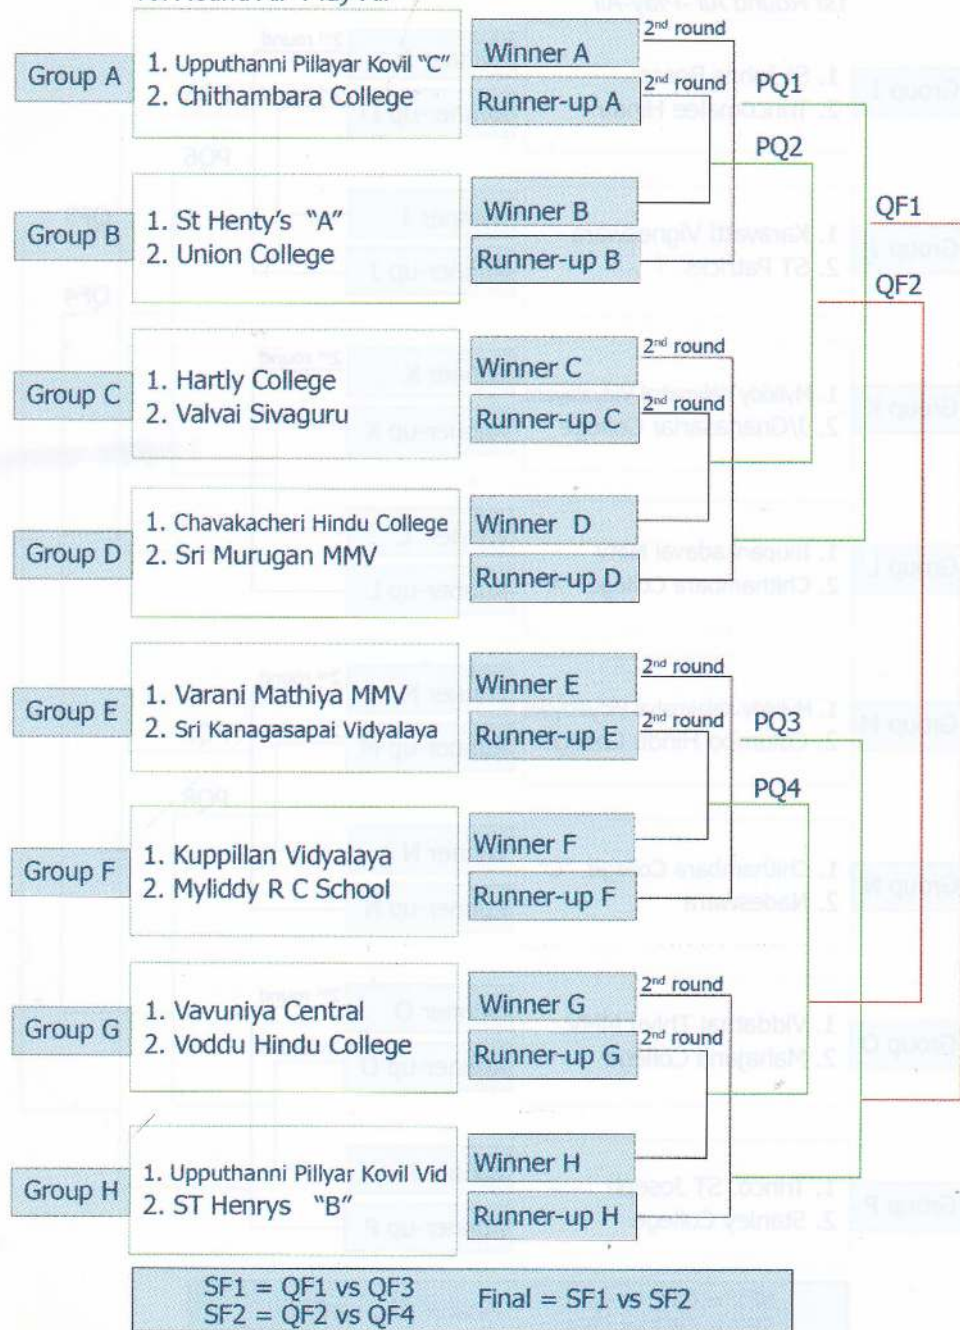 2nd round
Winner A
Group A
1. Upputhanni Pillayar Kovil "C"
2. Chithambara College
2nd round
Runner-up A
PQ1
PQ2
Group B
1. St Henty's "A"
2. Union College
Winner B
Runner-up B
QF1
QF2
Group C
1. Hartly College
2. Valvai Sivaguru
Winner C
2nd round
Runner-up C
2nd round
Group D
1. Chavakacheri Hindu College
2. Sri Murugan MMV
Winner D
Runner-up D
Group E
1. Varani Mathiya MMV
2. Sri Kanagasapai Vidyalaya
Winner E
2nd round
Runner-up E
2nd round
PQ3
PQ4
Group F
1. Kuppillan Vidyalaya
2. Myliddy R C School
Winner F
Runner-up F
Group G
1. Vavuniya Central
2. Voddu Hindu College
Winner G
2nd round
Runner-up G
2nd round
Group H
1. Upputhanni Pillyar Kovil Vid
2. ST Henrys "B"
Winner H
Runner-up H
SF1 = QF1 vs QF3
SF2 = QF2 vs QF4
Final = SF1 vs SF2